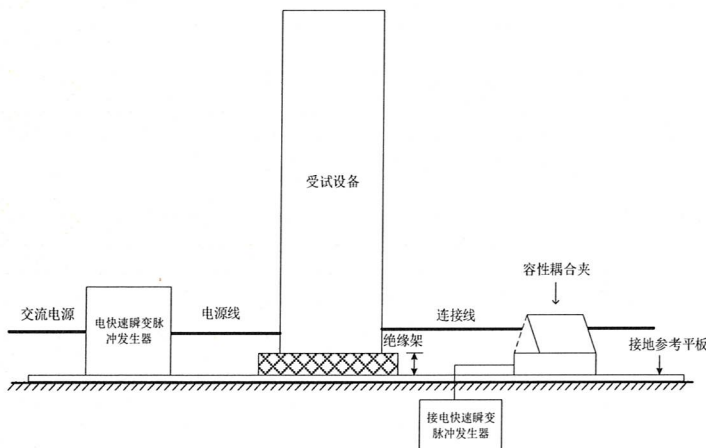 受试设备
容性耦合夹
交流电源
电快速瞬变脉
冲发生器
电源线
连接线
绝缘架
接地参考平板
接电快速瞬变
脉冲发生器